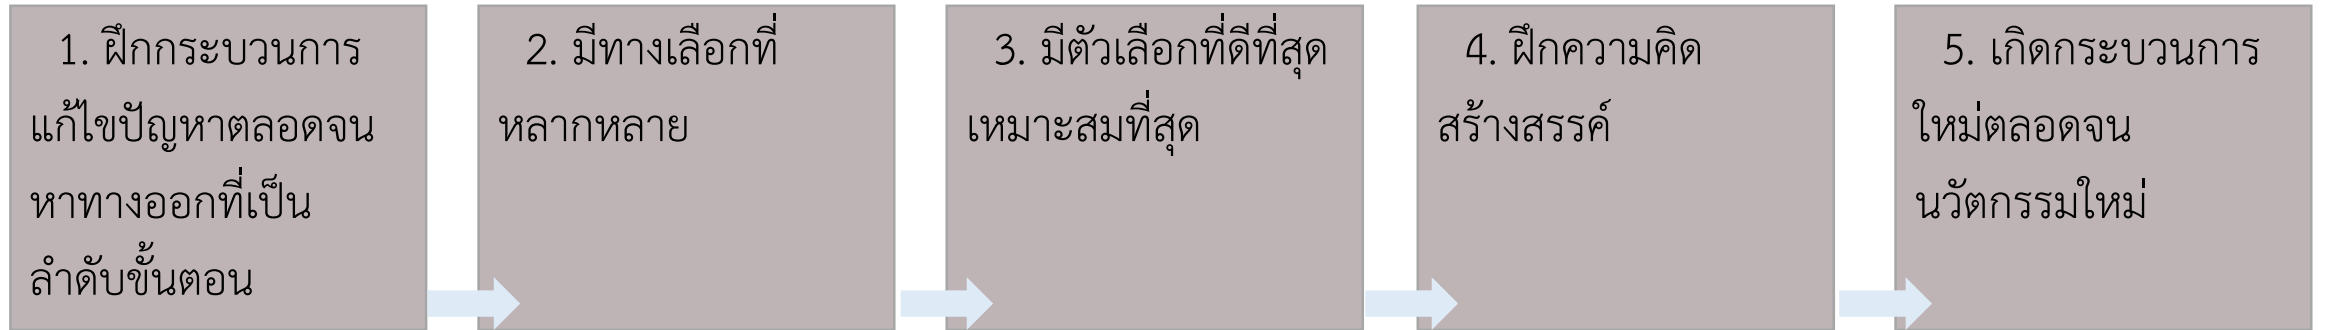 1. ฝึกกระบวนการ
แก้ไขปัญหาตลอดจน
หาทางออกที่เป็น
ลำดับขั้นตอน
2. มีทางเลือกที่
หลากหลาย
3. มีตัวเลือกที่ดีที่สุด
เหมาะสมที่สุด
4. ฝึกความคิด
สร้างสรรค์
5. เกิดกระบวนการ
ใหม่ตลอดจน
นวัตกรรมใหม่